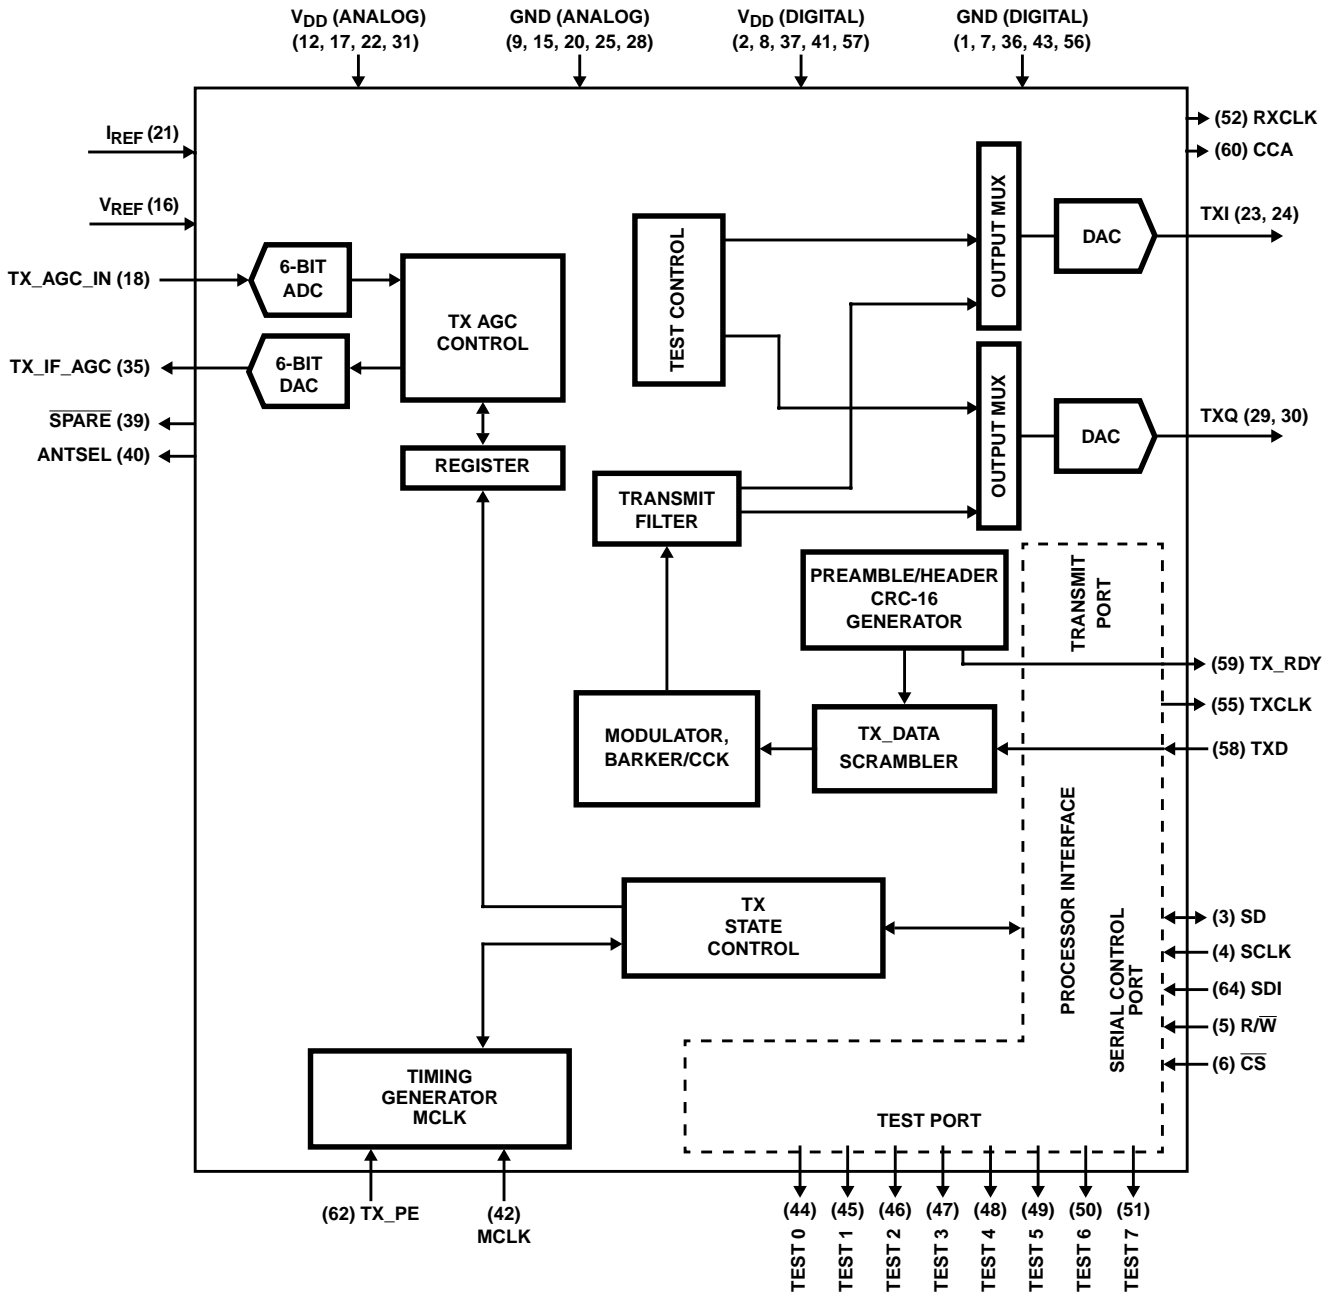 VDD (ANALOG)
(12, 17, 22, 31)
GND (ANALOG)
(9, 15, 20, 25, 28)
VDD (DIGITAL)
(2, 8, 37, 41, 57)
GND (DIGITAL)
(1, 7, 36, 43, 56)
IREF (21)
VREF (16)
TX_AGC_IN (18)
TX_IF_AGC (35)
SPARE (39)
ANTSEL (40)
6-BIT
ADC
6-BIT
DAC
TX AGC
CONTROL
REGISTER
TEST CONTROL
OUTPUT MUX
DAC
OUTPUT MUX
DAC
(52) RXCLK
(60) CCA
TXI (23, 24)
TXQ (29, 30)
TRANSMIT
FILTER
PREAMBLE/HEADER
CRC-16
GENERATOR
TRANSMIT
PORT
(59) TX_RDY
(55) TXCLK
(58) TXD
MODULATOR,
BARKER/CCK
TX_DATA
SCRAMBLER
TX
STATE
CONTROL
PROCESSOR INTERFACE
SERIAL CONTROL
PORT
(3) SD
(4) SCLK
(64) SDI
(5) R/W
(6) CS
TIMING
GENERATOR
MCLK
TEST PORT
(62) TX_PE
(42)
MCLK
(44)
TEST 0
(45)
TEST 1
(46)
TEST 2
(47)
TEST 3
(48)
TEST 4
(49)
TEST 5
(50)
TEST 6
(51)
TEST 7